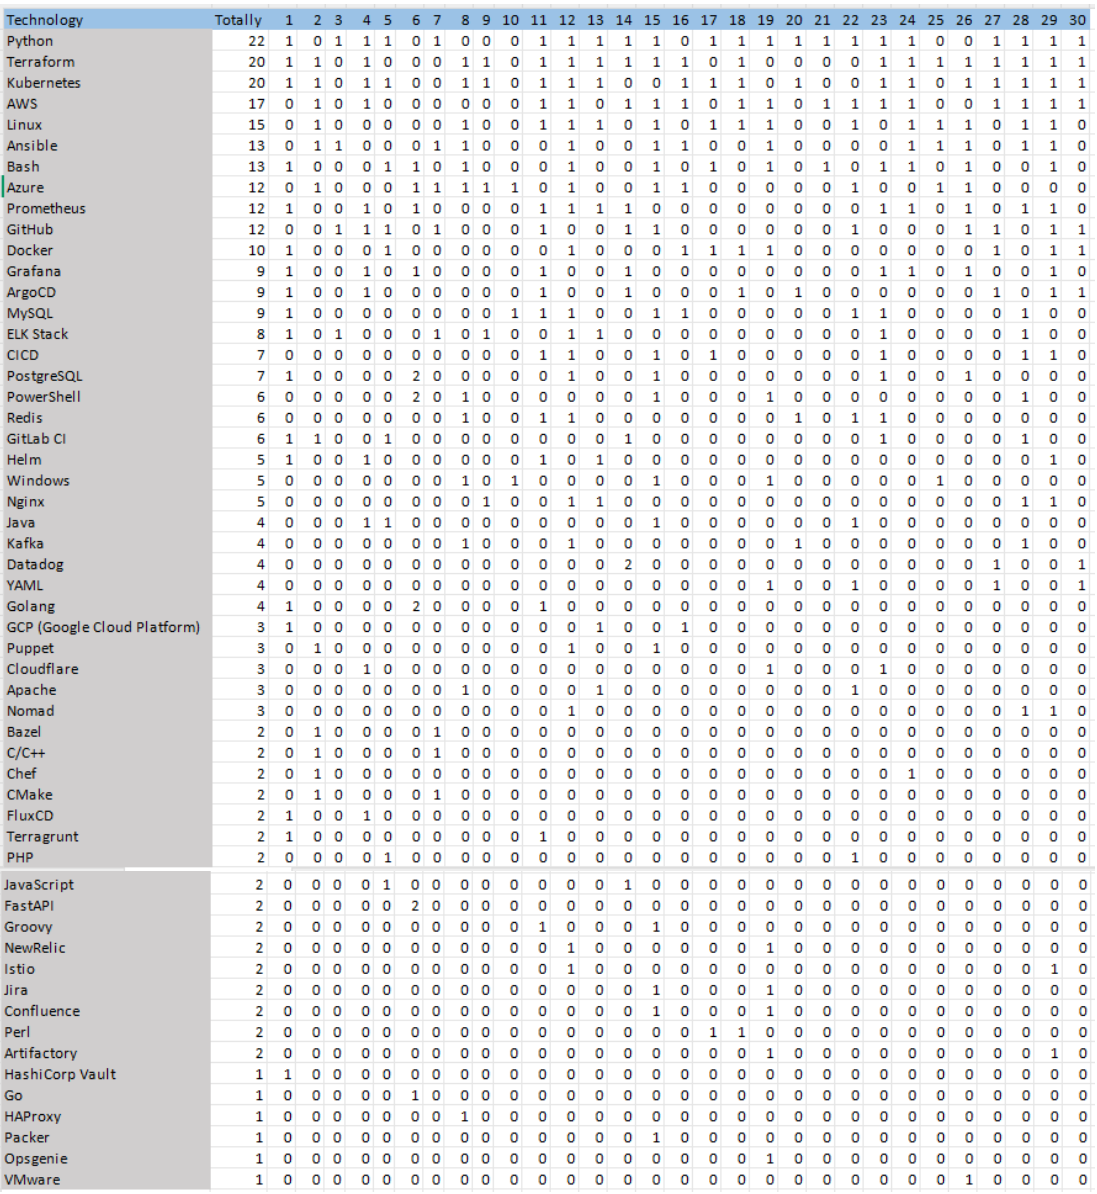 Technology Totally 1 2 3 4 5 6 7 8 9 10 11 12 13 14 15 16 17 18 19 20 21 22 23 24 25 26 27 28 29 30
Python 22 1 0 1 1 1 0 1 0 0 0 1 1 1 1 1 0 1 1 1 1 1 1 1 1 0 0 1 1 1 1
Terraform 20 1 1 0 1 0 0 0 1 1 0 1 1 1 1 1 1 0 1 0 0 0 0 1 1 1 1 1 1 1 1
Kubernetes 20 1 1 0 1 1 0 0 1 1 0 1 1 1 0 0 1 1 1 0 1 0 0 1 1 1 1 1 1 1 1
AWS 17 0 1 0 1 0 0 0 0 0 0 1 1 0 1 1 1 0 1 1 0 1 1 1 1 0 0 1 1 1 1
Linux 15 0 1 0 0 0 0 0 1 0 0 1 1 1 0 1 0 1 1 1 0 0 1 0 1 1 1 0 1 1 0
Ansible 13 0 1 1 0 0 0 1 1 0 0 0 1 0 0 1 1 0 0 1 0 0 0 0 1 1 1 0 1 1 0
Bash 13 1 0 0 0 1 1 0 1 0 0 0 1 0 0 1 0 1 0 1 0 1 0 1 1 0 1 0 0 1 0
Azure 12 0 1 0 0 0 1 1 1 1 1 0 1 0 0 1 1 0 0 0 0 0 1 0 0 1 1 0 0 0 0
Prometheus 12 1 0 0 1 0 1 0 0 0 0 1 1 1 1 0 0 0 0 0 0 0 0 1 1 0 1 0 1 1 0
GitHub 12 0 0 1 1 1 0 1 0 0 0 1 0 0 1 1 0 0 0 0 0 0 1 0 0 0 1 1 0 1 1
Docker 10 1 0 0 0 1 0 0 0 0 0 0 1 0 0 0 1 1 1 1 0 0 0 0 0 0 0 1 0 1 1
Grafana 9 1 0 0 1 0 1 0 0 0 0 1 0 0 1 0 0 0 0 0 0 0 0 1 1 0 1 0 0 1 0
ArgoCD 9 1 0 0 1 0 0 0 0 0 0 1 0 0 1 0 0 0 1 0 1 0 0 0 0 0 0 1 0 1 1
MySQL 9 1 0 0 0 0 0 0 0 0 1 1 1 0 0 1 1 0 0 0 0 0 1 1 0 0 0 0 1 0 0
ELK Stack 8 1 0 1 0 0 0 1 0 1 0 0 1 1 0 0 0 0 0 0 0 0 0 1 0 0 0 0 1 0 0
CICD 7 0 0 0 0 0 0 0 0 0 0 1 1 0 0 1 0 1 0 0 0 0 0 1 0 0 0 0 1 1 0
PostgreSQL 7 1 0 0 0 0 2 0 0 0 0 0 1 0 0 1 0 0 0 0 0 0 0 1 0 0 1 0 0 0 0
PowerShell 6 0 0 0 0 0 2 0 1 0 0 0 0 0 0 1 0 0 0 1 0 0 0 0 0 0 0 0 1 0 0
Redis 6 0 0 0 0 0 0 0 1 0 0 1 1 0 0 0 0 0 0 0 1 0 1 1 0 0 0 0 0 0 0
GitLab CI 6 1 1 0 0 1 0 0 0 0 0 0 0 0 1 0 0 0 0 0 0 0 0 1 0 0 0 0 1 0 0
Helm 5 1 0 0 1 0 0 0 0 0 0 1 0 1 0 0 0 0 0 0 0 0 0 0 0 0 0 0 0 1 0
Windows 5 0 0 0 0 0 0 0 1 0 1 0 0 0 0 1 0 0 0 1 0 0 0 0 0 1 0 0 0 0 0
Nginx 5 0 0 0 0 0 0 0 0 1 0 0 1 1 0 0 0 0 0 0 0 0 0 0 0 0 0 0 1 1 0
Java 4 0 0 0 1 1 0 0 0 0 0 0 0 0 0 1 0 0 0 0 0 0 1 0 0 0 0 0 0 0 0
Kafka 4 0 0 0 0 0 0 0 1 0 0 0 1 0 0 0 0 0 0 0 1 0 0 0 0 0 0 0 1 0 0
Datadog 4 0 0 0 0 0 0 0 0 0 0 0 0 0 2 0 0 0 0 0 0 0 0 0 0 0 0 1 0 0 1
YAML 4 0 0 0 0 0 0 0 0 0 0 0 0 0 0 0 0 0 0 1 0 0 1 0 0 0 0 1 0 0 1
Golang 4 1 0 0 0 0 2 0 0 0 0 1 0 0 0 0 0 0 0 0 0 0 0 0 0 0 0 0 0 0 0
GCP (Google Cloud Platform) 3 1 0 0 0 0 0 0 0 0 0 0 0 1 0 0 1 0 0 0 0 0 0 0 0 0 0 0 0 0 0
Puppet 3 0 1 0 0 0 0 0 0 0 0 0 1 0 0 1 0 0 0 0 0 0 0 0 0 0 0 0 0 0 0
Cloudflare 3 0 0 0 1 0 0 0 0 0 0 0 0 0 0 0 0 0 0 1 0 0 0 1 0 0 0 0 0 0 0
Apache 3 0 0 0 0 0 0 0 1 0 0 0 0 1 0 0 0 0 0 0 0 0 1 0 0 0 0 0 0 0 0
Nomad 3 0 0 0 0 0 0 0 0 0 0 0 1 0 0 0 0 0 0 0 0 0 0 0 0 0 0 0 1 1 0
Bazel 2 0 1 0 0 0 0 1 0 0 0 0 0 0 0 0 0 0 0 0 0 0 0 0 0 0 0 0 0 0 0
C/C++ 2 0 1 0 0 0 0 1 0 0 0 0 0 0 0 0 0 0 0 0 0 0 0 0 0 0 0 0 0 0 0
Chef 2 0 1 0 0 0 0 0 0 0 0 0 0 0 0 0 0 0 0 0 0 0 0 0 1 0 0 0 0 0 0
CMake 2 0 1 0 0 0 0 1 0 0 0 0 0 0 0 0 0 0 0 0 0 0 0 0 0 0 0 0 0 0 0
FluxCD 2 1 0 0 1 0 0 0 0 0 0 0 0 0 0 0 0 0 0 0 0 0 0 0 0 0 0 0 0 0 0
Terragrunt 2 1 0 0 0 0 0 0 0 0 0 1 0 0 0 0 0 0 0 0 0 0 0 0 0 0 0 0 0 0 0
PHP 2 0 0 0 0 1 0 0 0 0 0 0 0 0 0 0 0 0 0 0 0 0 1 0 0 0 0 0 0 0 0
JavaScript 2 0 0 0 0 1 0 0 0 0 0 0 0 0 1 0 0 0 0 0 0 0 0 0 0 0 0 0 0 0 0
FastAPI 2 0 0 0 0 0 2 0 0 0 0 0 0 0 0 0 0 0 0 0 0 0 0 0 0 0 0 0 0 0 0
Groovy 2 0 0 0 0 0 0 0 0 0 0 1 0 0 0 1 0 0 0 0 0 0 0 0 0 0 0 0 0 0 0
NewRelic 2 0 0 0 0 0 0 0 0 0 0 0 1 0 0 0 0 0 0 1 0 0 0 0 0 0 0 0 0 0 0
Istio 2 0 0 0 0 0 0 0 0 0 0 0 1 0 0 0 0 0 0 0 0 0 0 0 0 0 0 0 0 1 0
Jira 2 0 0 0 0 0 0 0 0 0 0 0 0 0 0 1 0 0 0 1 0 0 0 0 0 0 0 0 0 0 0
Confluence 2 0 0 0 0 0 0 0 0 0 0 0 0 0 0 1 0 0 0 1 0 0 0 0 0 0 0 0 0 0 0
Perl 2 0 0 0 0 0 0 0 0 0 0 0 0 0 0 0 0 1 1 0 0 0 0 0 0 0 0 0 0 0 0
Artifactory 2 0 0 0 0 0 0 0 0 0 0 0 0 0 0 0 0 0 0 1 0 0 0 0 0 0 0 0 0 1 0
HashiCorp Vault 1 1 0 0 0 0 0 0 0 0 0 0 0 0 0 0 0 0 0 0 0 0 0 0 0 0 0 0 0 0 0
Go 1 0 0 0 0 0 1 0 0 0 0 0 0 0 0 0 0 0 0 0 0 0 0 0 0 0 0 0 0 0 0
HAProxy 1 0 0 0 0 0 0 0 1 0 0 0 0 0 0 0 0 0 0 0 0 0 0 0 0 0 0 0 0 0 0
Packer 1 0 0 0 0 0 0 0 0 0 0 0 0 0 0 1 0 0 0 0 0 0 0 0 0 0 0 0 0 0 0
Opsgenie 1 0 0 0 0 0 0 0 0 0 0 0 0 0 0 0 0 0 0 1 0 0 0 0 0 0 0 0 0 0 0
VMware 1 0 0 0 0 0 0 0 0 0 0 0 0 0 0 0 0 0 0 0 0 0 0 0 0 0 1 0 0 0 0